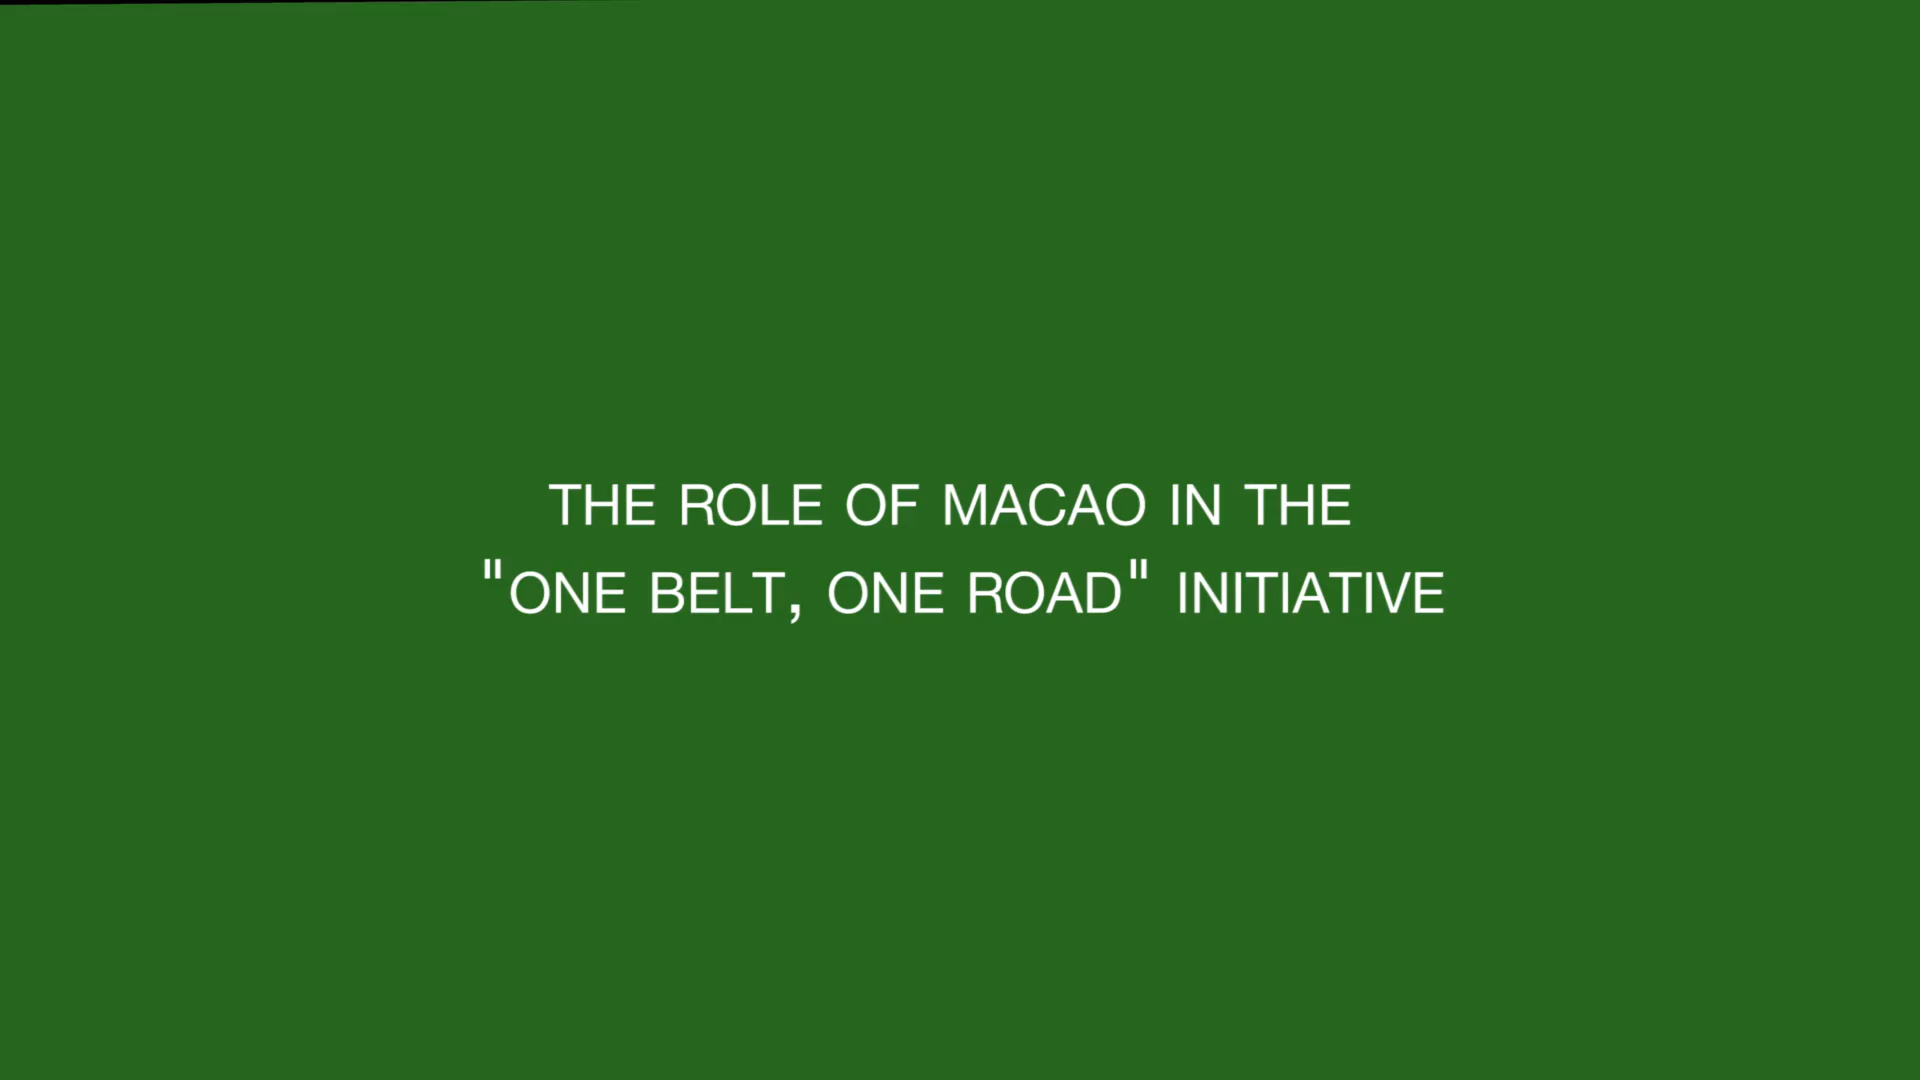 THE ROLE OF MACAO IN THE
"ONE BELT, ONE ROAD" INITIATIVE